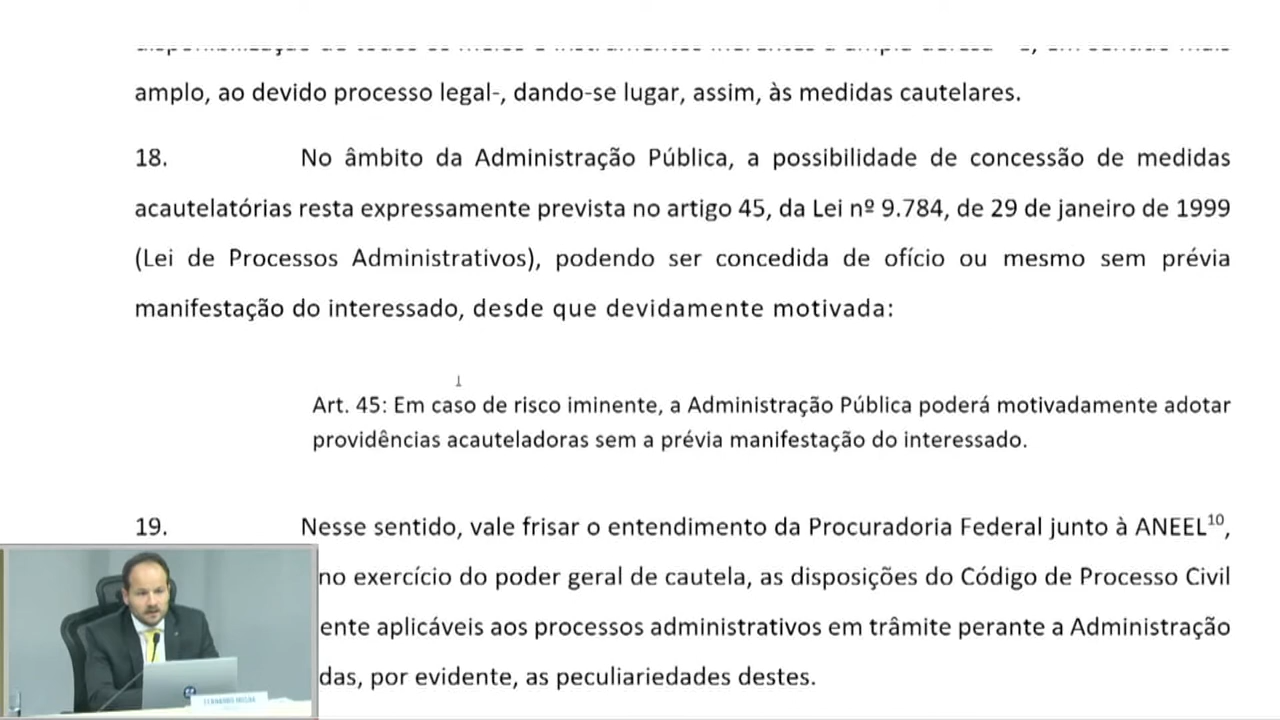 amplo, ao devido processo legal-, dando-se lugar, assim, às medidas cautelares.
18. No âmbito da Administração Pública, a possibilidade de concessão de medidas
acautelatórias resta expressamente prevista no artigo 45, da Lei nº 9.784, de 29 de janeiro de 1999
(Lei de Processos Administrativos), podendo ser concedida de ofício ou mesmo sem prévia
manifestação do interessado, desde que devidamente motivada:
Art. 45: Em caso de risco iminente, a Administração Pública poderá motivadamente adotar
providências acauteladoras sem a prévia manifestação do interessado.
19. Nesse sentido, vale frisar o entendimento da Procuradoria Federal junto à ANEEL10,
no exercício do poder geral de cautela, as disposições do Código de Processo Civil
ente aplicáveis aos processos administrativos em trâmite perante a Administração
das, por evidente, as peculiariedades destes.